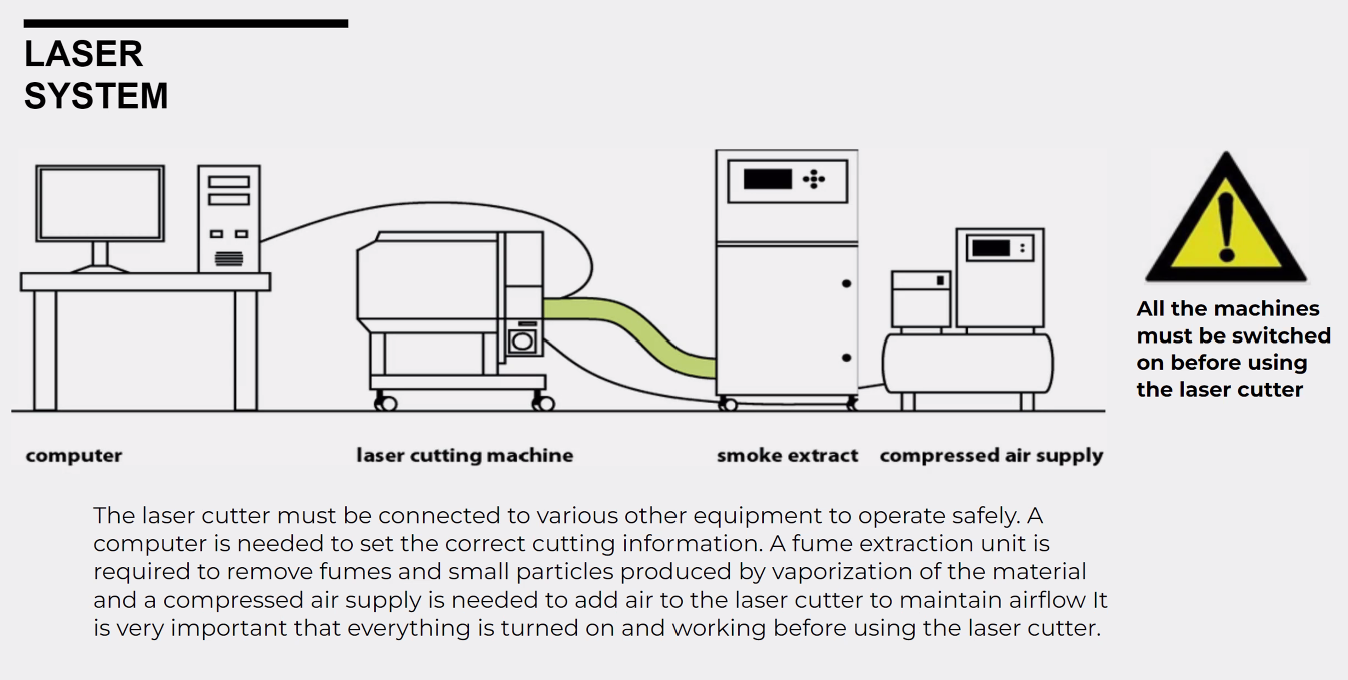 LASER
SYSTEM
computer
laser cutting machine
smoke extract
compressed air supply
All the machines
must be switched
on before using
the laser cutter
The laser cutter must be connected to various other equipment to operate safely. A
computer is needed to set the correct cutting information. A fume extraction unit is
required to remove fumes and small particles produced by vaporization of the material
and a compressed air supply is needed to add air to the laser cutter to maintain airflow It
is very important that everything is turned on and working before using the laser cutter.